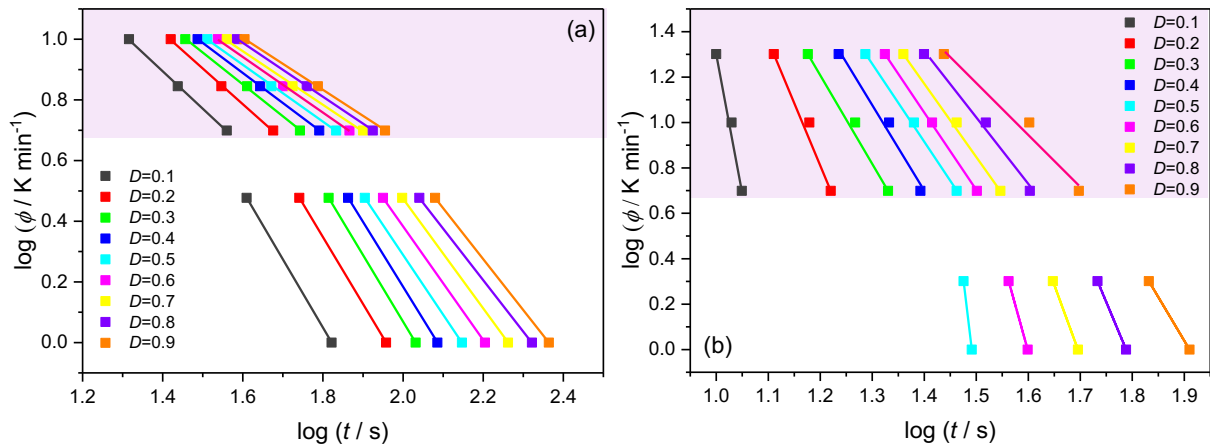 (a)
log (ϕ / K min⁻¹)
1.0
0.8
0.6
0.4
0.2
0.0
D=0.1
D=0.2
D=0.3
D=0.4
D=0.5
D=0.6
D=0.7
D=0.8
D=0.9
1.2 1.4 1.6 1.8 2.0 2.2 2.4
log (t / s)
(b)
log (ϕ / K min⁻¹)
1.4
1.2
1.0
0.8
0.6
0.4
0.2
0.0
D=0.1
D=0.2
D=0.3
D=0.4
D=0.5
D=0.6
D=0.7
D=0.8
D=0.9
1.0 1.1 1.2 1.3 1.4 1.5 1.6 1.7 1.8 1.9
log (t / s)